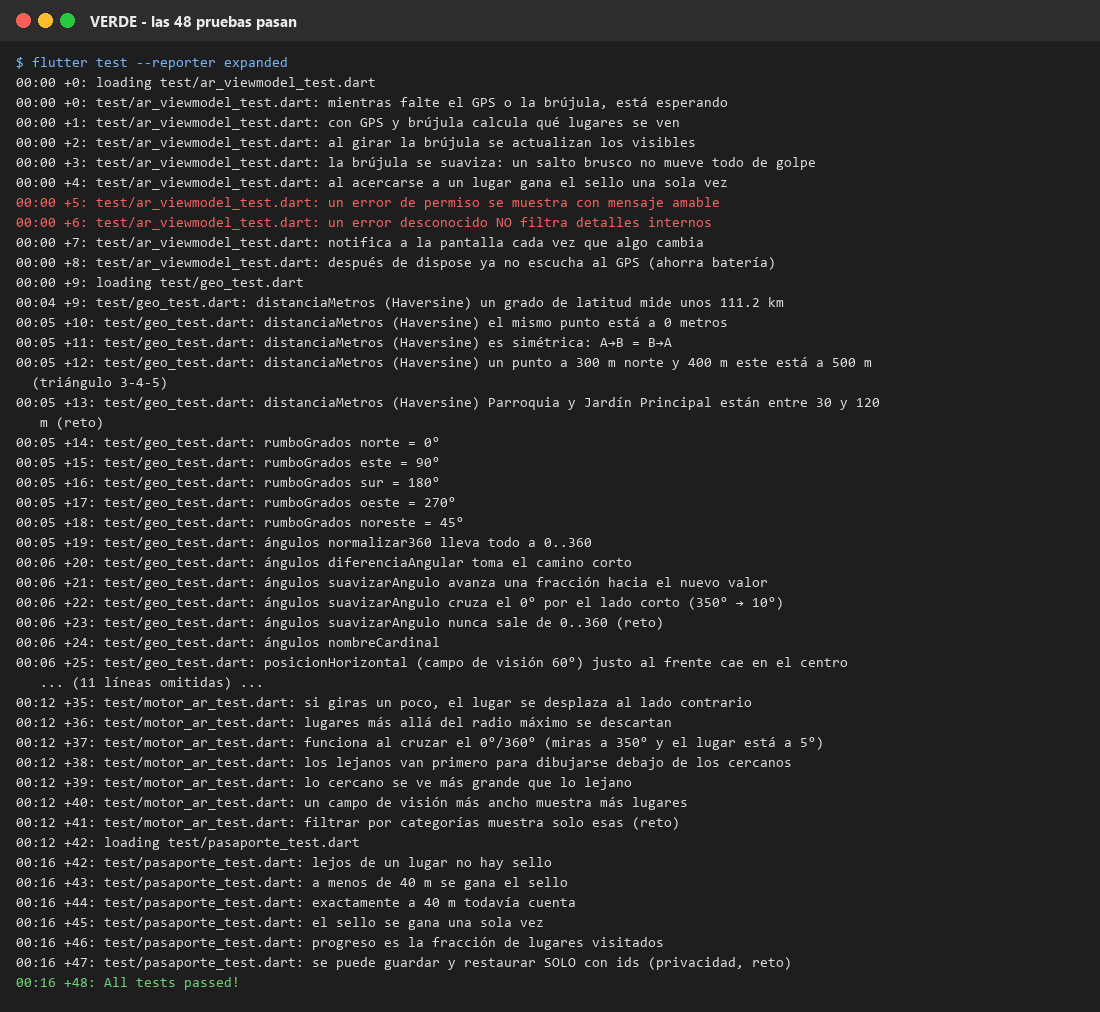 VERDE - las 48 pruebas pasan
$ flutter test --reporter expanded
00:00 +0: loading test/ar_viewmodel_test.dart
00:00 +0: test/ar_viewmodel_test.dart: mientras falte el GPS o la brújula, está esperando
00:00 +1: test/ar_viewmodel_test.dart: con GPS y brújula calcula qué lugares se ven
00:00 +2: test/ar_viewmodel_test.dart: al girar la brújula se actualizan los visibles
00:00 +3: test/ar_viewmodel_test.dart: la brújula se suaviza: un salto brusco no mueve todo de golpe
00:00 +4: test/ar_viewmodel_test.dart: al acercarse a un lugar gana el sello una sola vez
00:00 +5: test/ar_viewmodel_test.dart: un error de permiso se muestra con mensaje amable
00:00 +6: test/ar_viewmodel_test.dart: un error desconocido NO filtra detalles internos
00:00 +7: test/ar_viewmodel_test.dart: notifica a la pantalla cada vez que algo cambia
00:00 +8: test/ar_viewmodel_test.dart: después de dispose ya no escucha al GPS (ahorra batería)
00:00 +9: loading test/geo_test.dart
00:04 +9: test/geo_test.dart: distanciaMetros (Haversine) un grado de latitud mide unos 111.2 km
00:05 +10: test/geo_test.dart: distanciaMetros (Haversine) el mismo punto está a 0 metros
00:05 +11: test/geo_test.dart: distanciaMetros (Haversine) es simétrica: A→B = B→A
00:05 +12: test/geo_test.dart: distanciaMetros (Haversine) un punto a 300 m norte y 400 m este está a 500 m
(triángulo 3-4-5)
00:05 +13: test/geo_test.dart: distanciaMetros (Haversine) Parroquia y Jardín Principal están entre 30 y 120
m (reto)
00:05 +14: test/geo_test.dart: rumboGrados norte = 0°
00:05 +15: test/geo_test.dart: rumboGrados este = 90°
00:05 +16: test/geo_test.dart: rumboGrados sur = 180°
00:05 +17: test/geo_test.dart: rumboGrados oeste = 270°
00:05 +18: test/geo_test.dart: rumboGrados noreste = 45°
00:05 +19: test/geo_test.dart: ángulos normalizar360 lleva todo a 0..360
00:06 +20: test/geo_test.dart: ángulos diferenciaAngular toma el camino corto
00:06 +21: test/geo_test.dart: ángulos suavizarAngulo avanza una fracción hacia el nuevo valor
00:06 +22: test/geo_test.dart: ángulos suavizarAngulo cruza el 0° por el lado corto (350° → 10°)
00:06 +23: test/geo_test.dart: ángulos suavizarAngulo nunca sale de 0..360 (reto)
00:06 +24: test/geo_test.dart: ángulos nombreCardinal
00:06 +25: test/geo_test.dart: posicionHorizontal (campo de visión 60°) justo al frente cae en el centro
... (11 líneas omitidas) ...
00:12 +35: test/motor_ar_test.dart: si giras un poco, el lugar se desplaza al lado contrario
00:12 +36: test/motor_ar_test.dart: lugares más allá del radio máximo se descartan
00:12 +37: test/motor_ar_test.dart: funciona al cruzar el 0°/360° (miras a 350° y el lugar está a 5°)
00:12 +38: test/motor_ar_test.dart: los lejanos van primero para dibujarse debajo de los cercanos
00:12 +39: test/motor_ar_test.dart: lo cercano se ve más grande que lo lejano
00:12 +40: test/motor_ar_test.dart: un campo de visión más ancho muestra más lugares
00:12 +41: test/motor_ar_test.dart: filtrar por categorías muestra solo esas (reto)
00:12 +42: loading test/pasaporte_test.dart
00:16 +42: test/pasaporte_test.dart: lejos de un lugar no hay sello
00:16 +43: test/pasaporte_test.dart: a menos de 40 m se gana el sello
00:16 +44: test/pasaporte_test.dart: exactamente a 40 m todavía cuenta
00:16 +45: test/pasaporte_test.dart: el sello se gana una sola vez
00:16 +46: test/pasaporte_test.dart: progreso es la fracción de lugares visitados
00:16 +47: test/pasaporte_test.dart: se puede guardar y restaurar SOLO con ids (privacidad, reto)
00:16 +48: All tests passed!